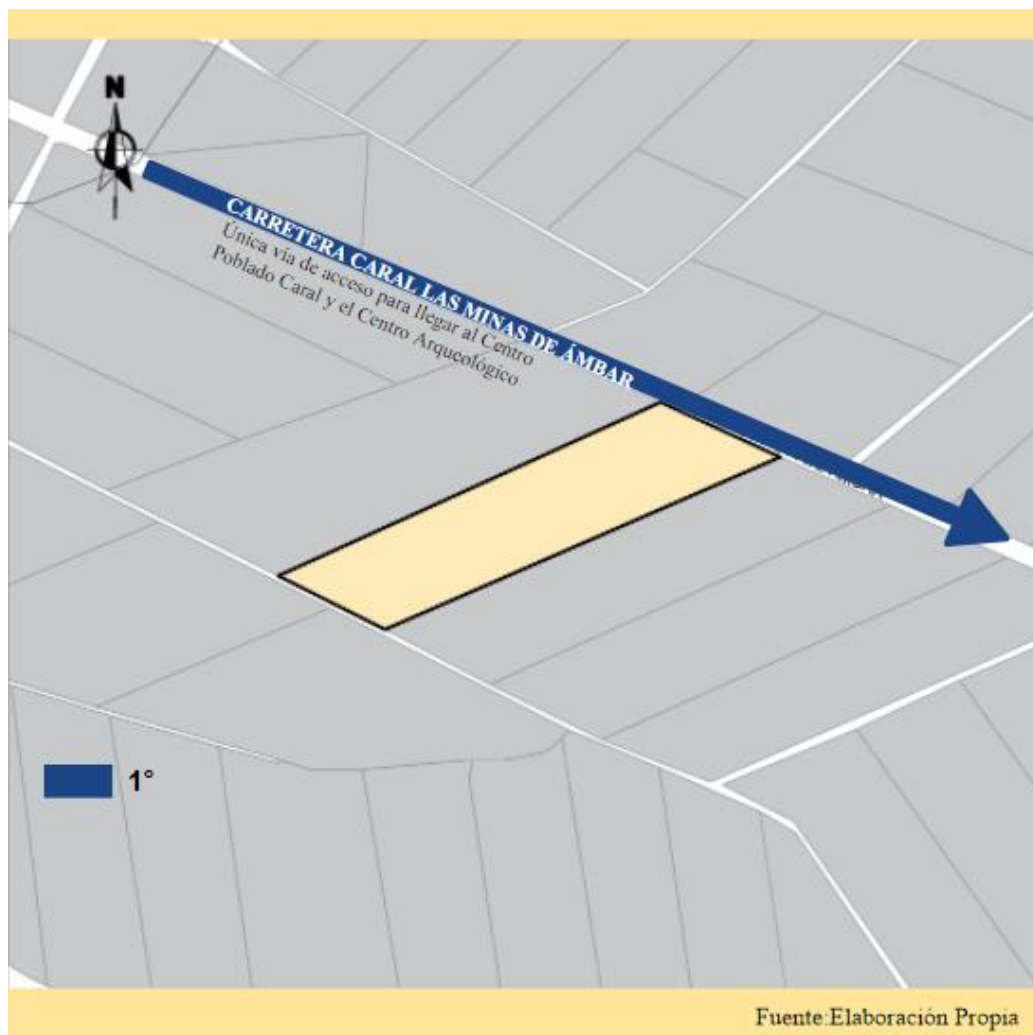 N
CARRETERA CARAL LAS MINAS DE ÁMBAR
Única vía de acceso para llegar al Centro
Poblado Caral y el Centro Arqueológico
1°
Fuente:Elaboración Propia